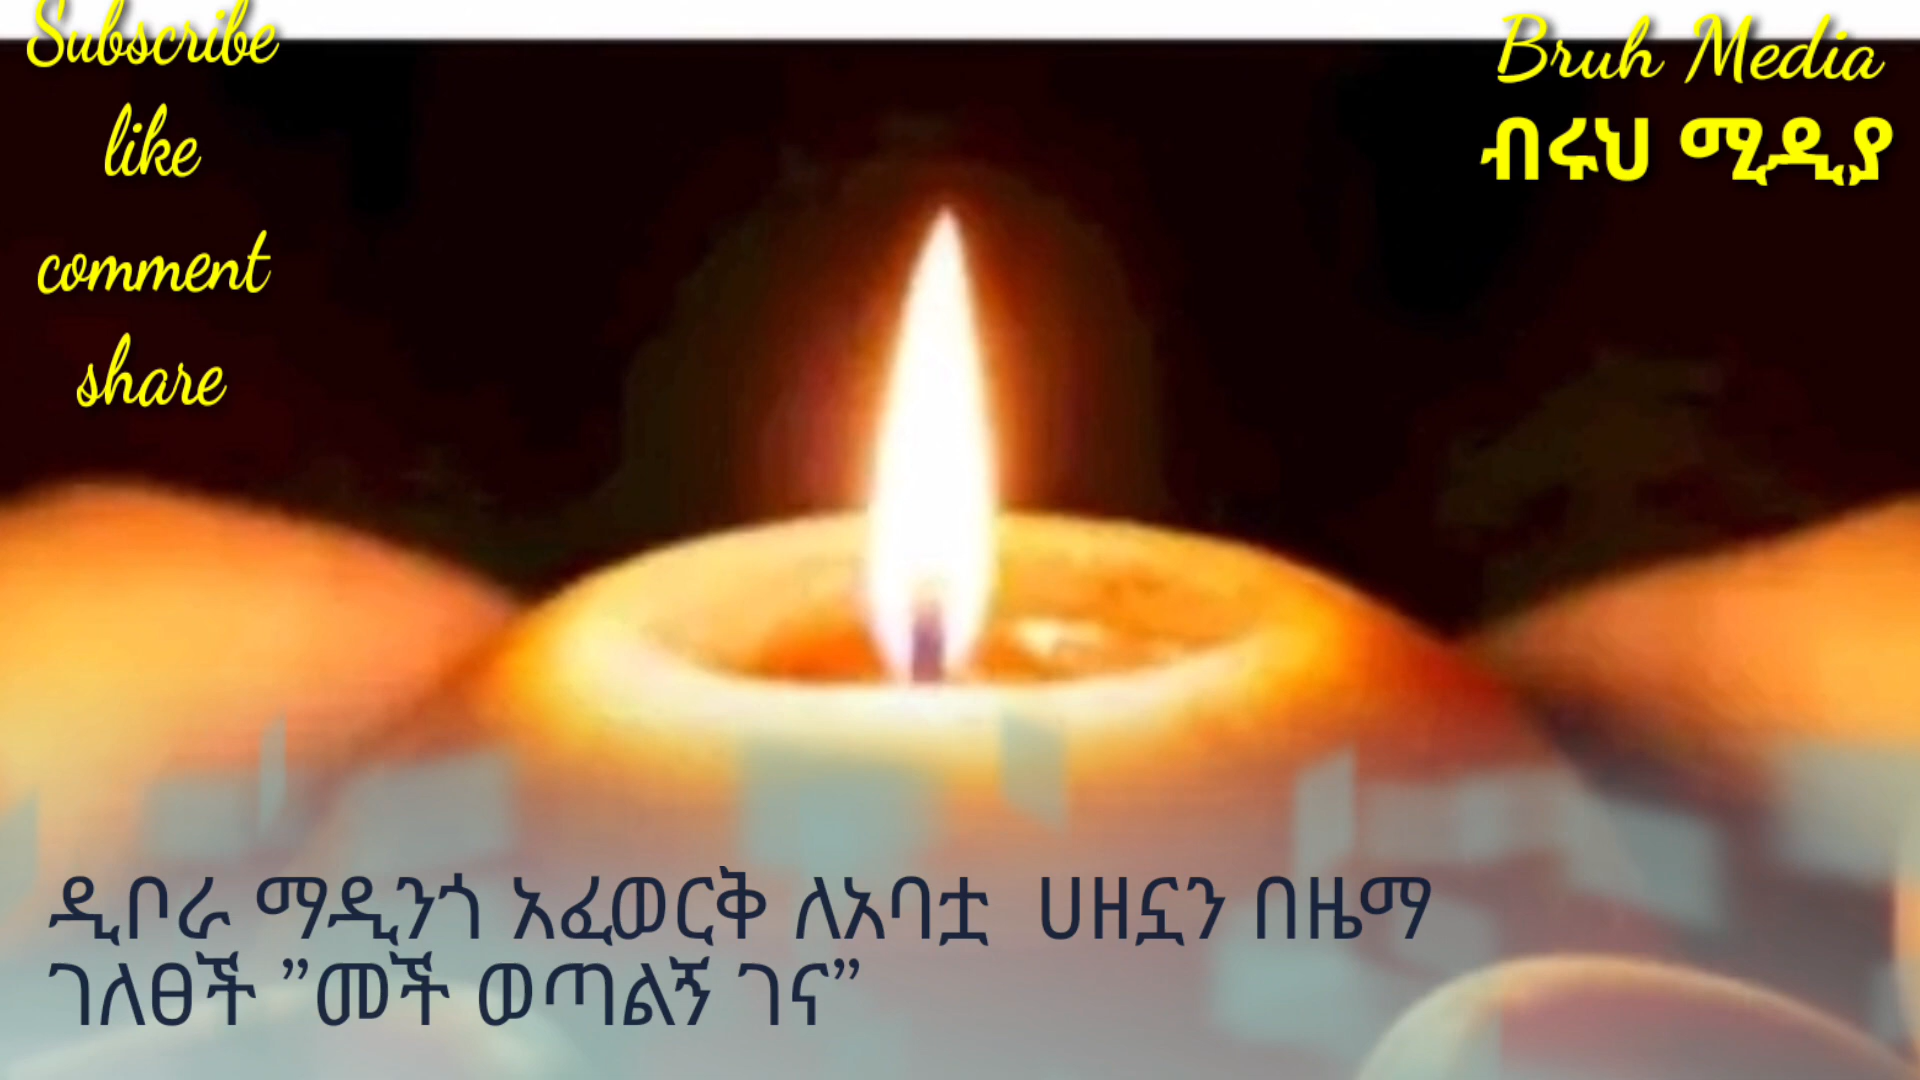 Subscribe
like
comment
share
Bruh Media
ብሩህ ሚዲያ
ዲቦራ ማዲንጎ አፈወርቅ ለአባቷ ሀዘኗን በዜማ
ገለፀች ”መች ወጣልኝ ገና”